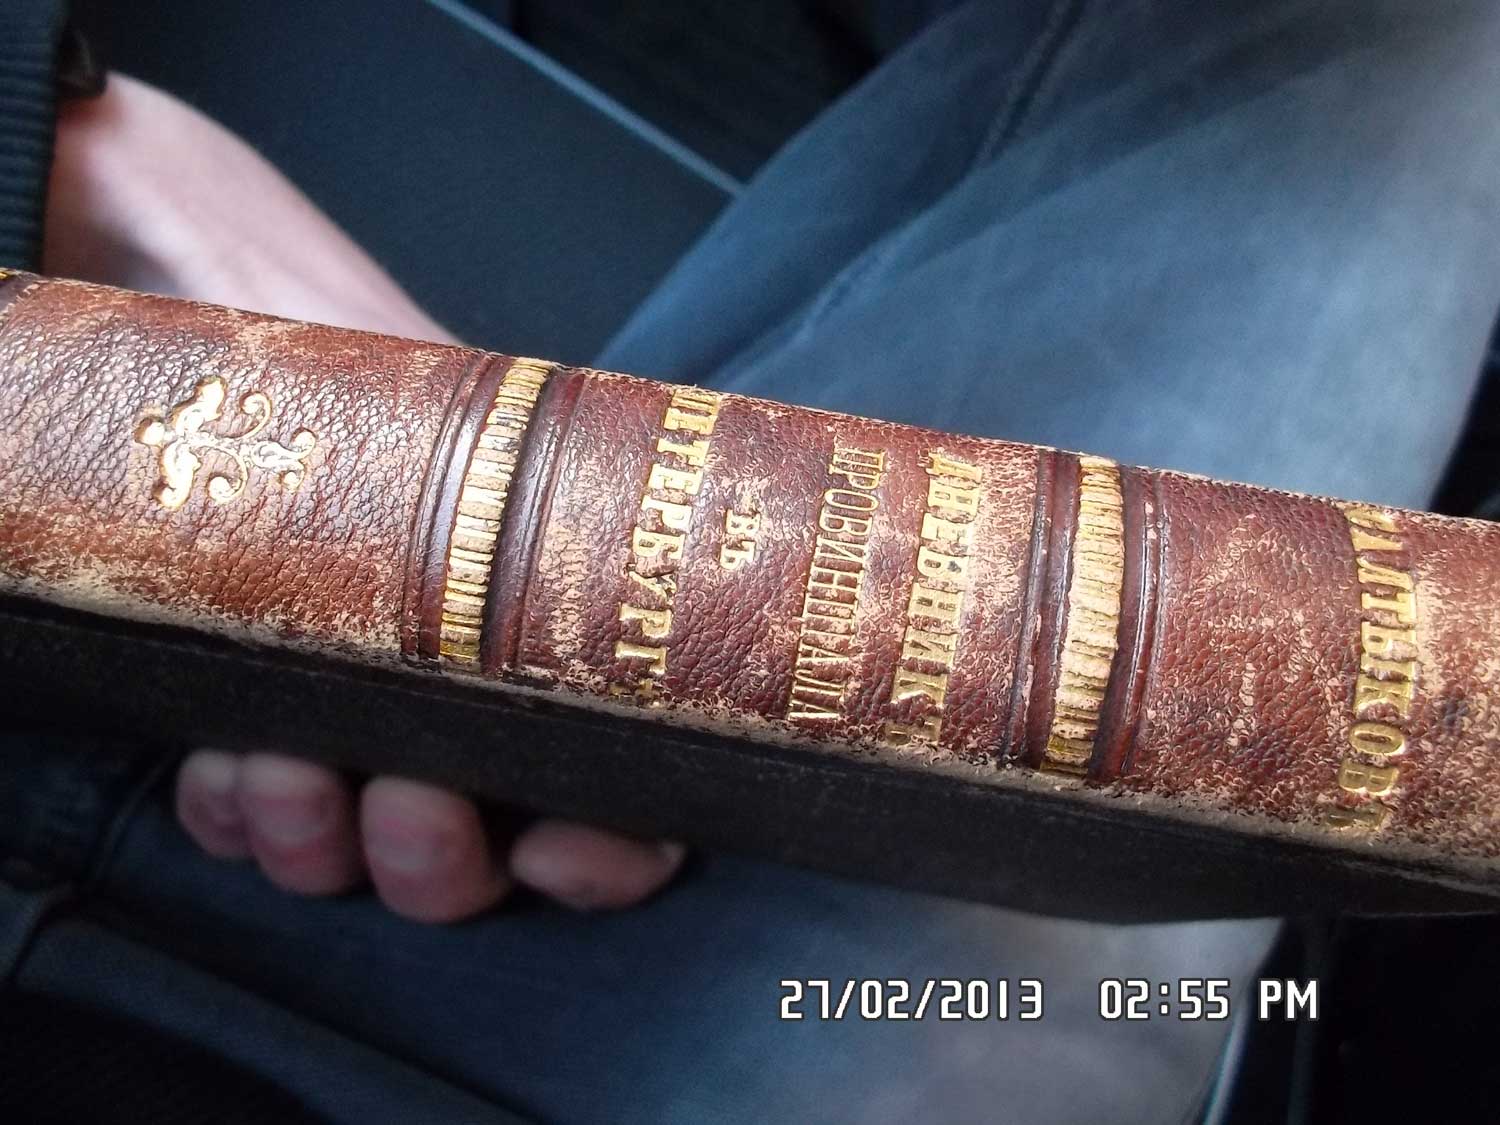 САЛТЫКОВЪ
ДНЕВНИКЪ
ПРОВИНЦІАЛА
ВЪ
ПЕТЕРБУРГѢ
27/02/2013 02:55 PM